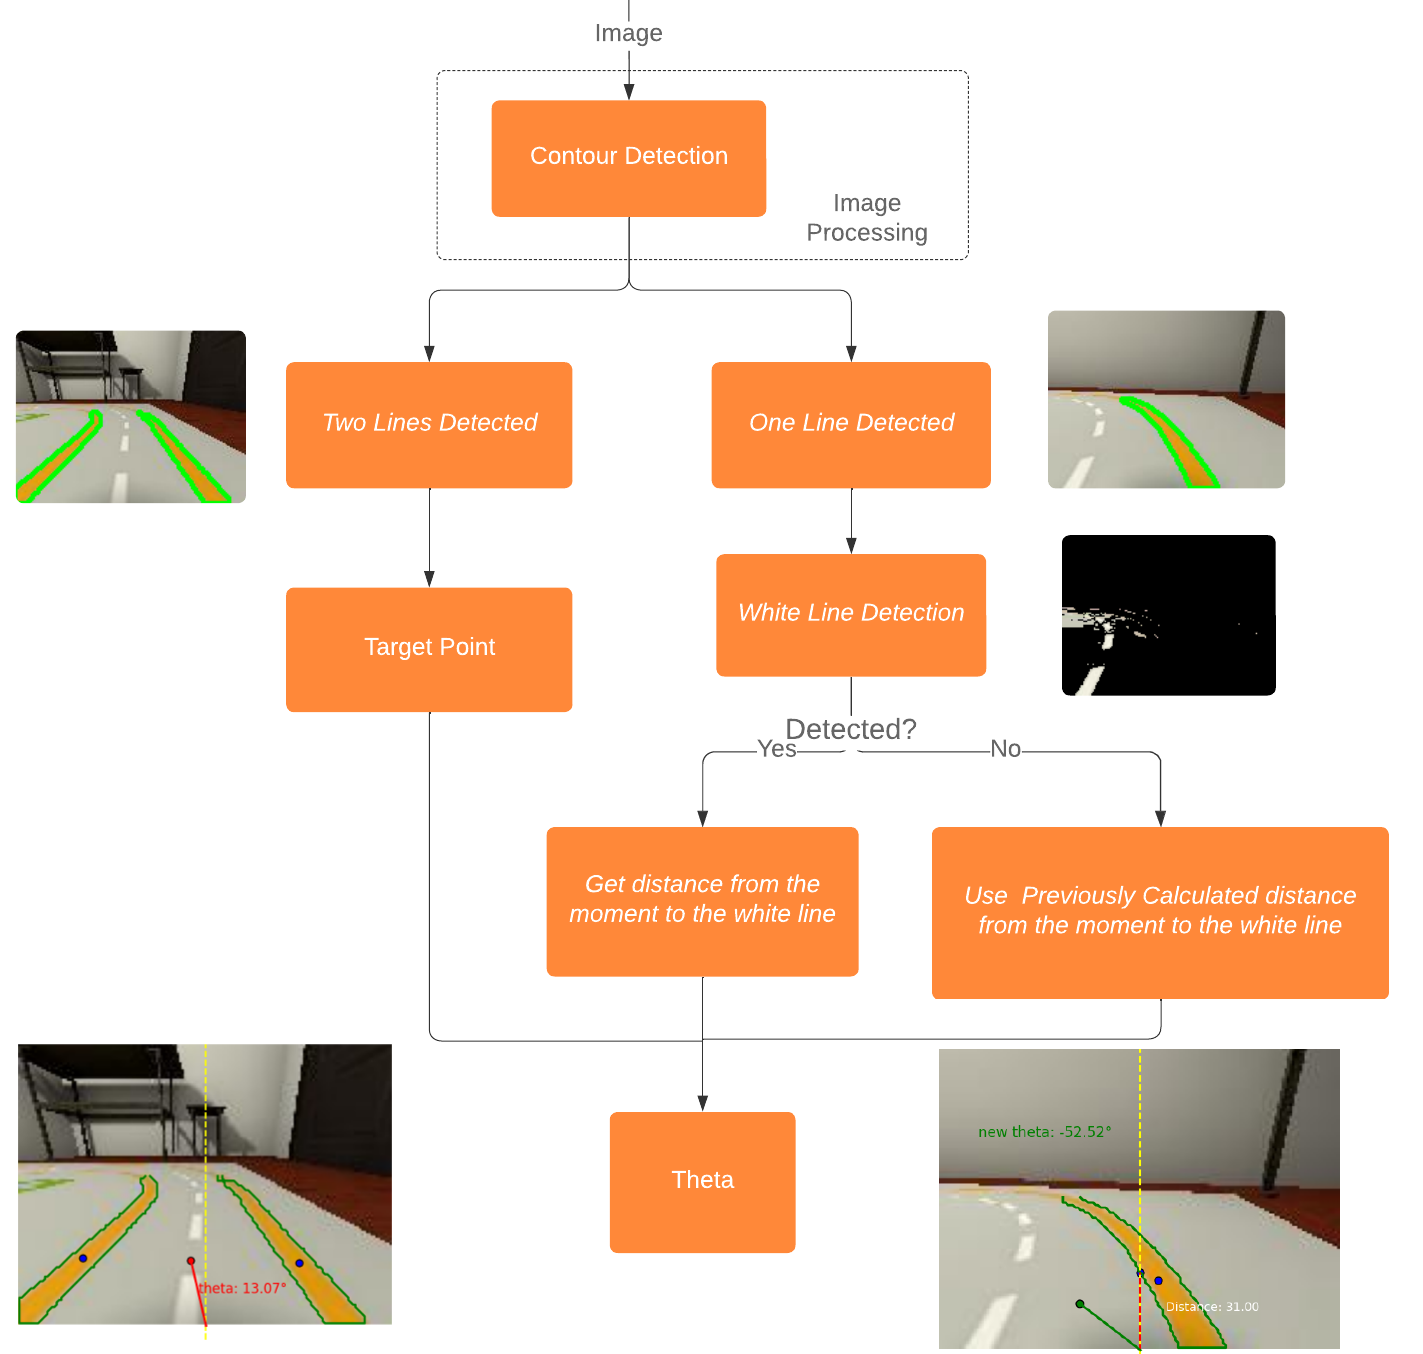 Image
Contour Detection
Image
Processing
Two Lines Detected
One Line Detected
White Line Detection
Target Point
Detected?
Yes
No
Get distance from the
moment to the white line
Use  Previously Calculated distance
from the moment to the white line
Theta
theta: 13.07°
new theta: -52.52°
Distance: 31.00